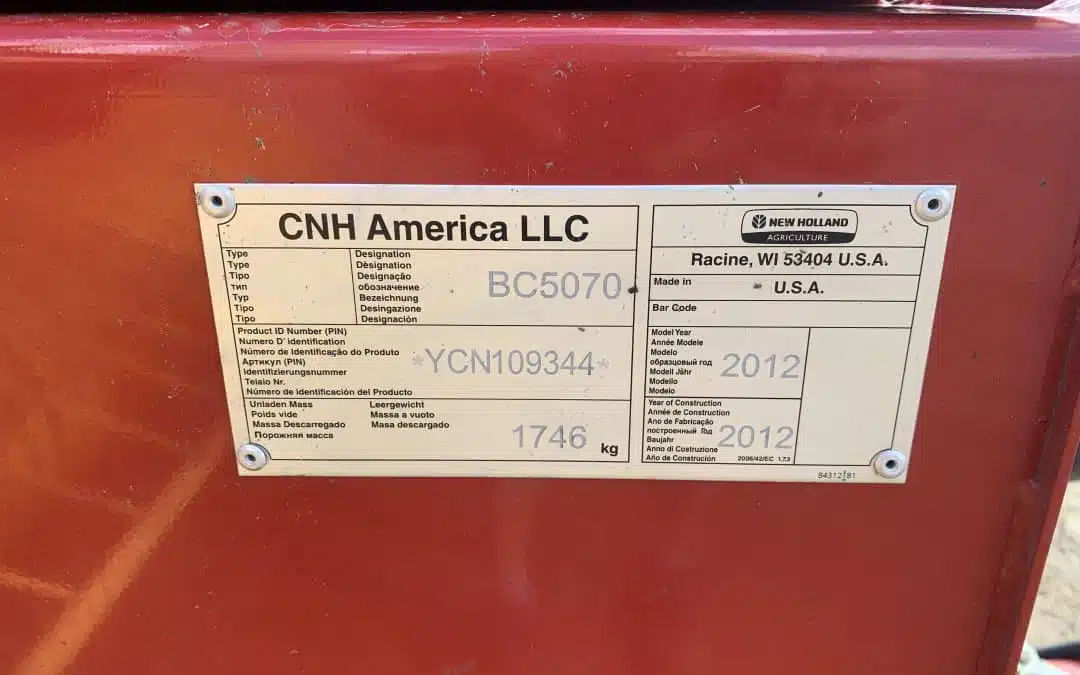 CNH America LLC
Type
Type
Tipo
тип
Typ
Tipo
Tipo
Designation
Dèsignation
Designação
обозначение
Bezeichnung
Desingazione
Designación
BC5070
Product ID Number (PIN)
Numero D' identification
Número de Identificação do Produto
Артикул (PIN)
Identifizierungsnummer
Telaio Nr.
Número de identificación del Producto
*YCN109344*
Unladen Mass
Poids vide
Massa Descarregado
Порожняя масса
Leergewicht
Massa a vuoto
Masa descargado
1746 kg
NEW HOLLAND
AGRICULTURE
Racine, WI 53404 U.S.A.
Made in
U.S.A.
Bar Code
Model Year
Année Modele
Modelo
образцовый год
Modell Jähr
Modello
Modelo
2012
Year of Construction
Année de Construction
Ano de Fabricação
построенный Год
Baujahr
Anno di Costruzione
Año de Construción
2012
2006/42/EC 1.7.3